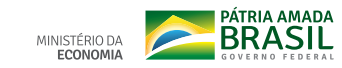 MINISTÉRIO DA
ECONOMIA
PÁTRIA AMADA
BRASIL
GOVERNO FEDERAL